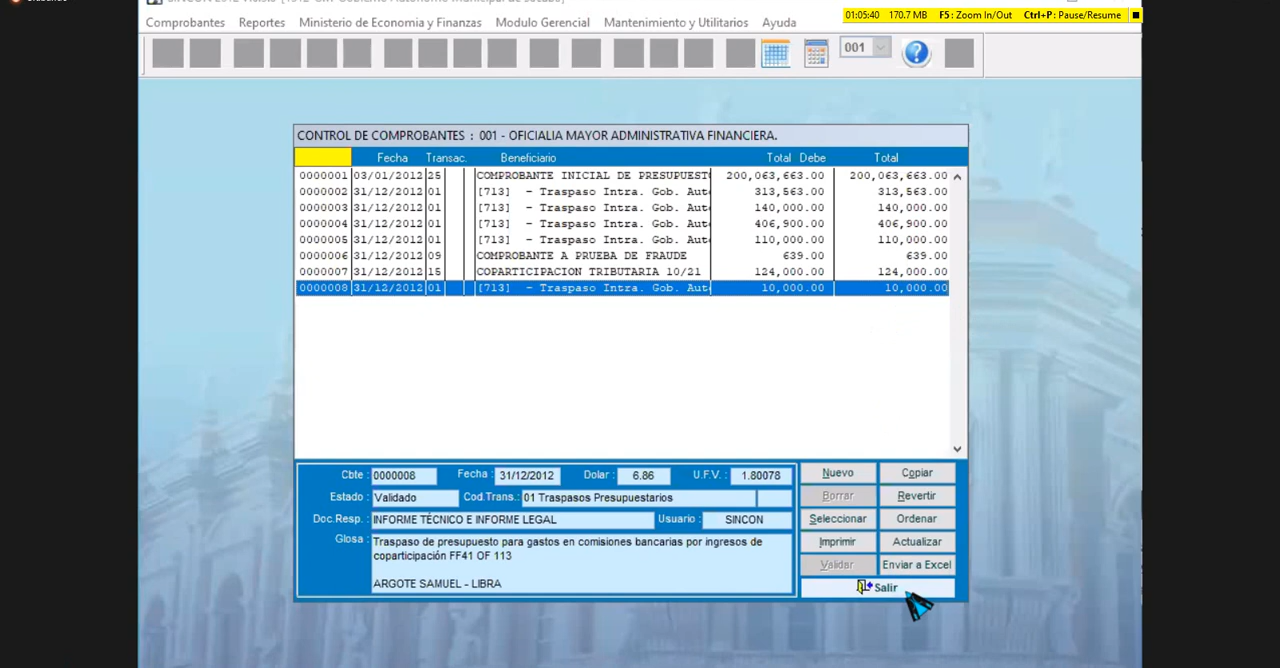 Comprobantes Reportes Ministerio de Economia y Finanzas Modulo Gerencial Mantenimiento y Utilitarios Ayuda
01:05:40 170.7 MB F5: Zoom In/Out Ctrl+P: Pause/Resume
001
CONTROL DE COMPROBANTES : 001 - OFICIALIA MAYOR ADMINISTRATIVA FINANCIERA.
Fecha Transac. Beneficiario Total Debe Total
0000001 03/01/2012 25 COMPROBANTE INICIAL DE PRESUPUEST 200,063,663.00 200,063,663.00
0000002 31/12/2012 01 [713] - Traspaso Intra. Gob. Aut 313,563.00 313,563.00
0000003 31/12/2012 01 [713] - Traspaso Intra. Gob. Aut 140,000.00 140,000.00
0000004 31/12/2012 01 [713] - Traspaso Intra. Gob. Aut 406,900.00 406,900.00
0000005 31/12/2012 01 [713] - Traspaso Intra. Gob. Aut 110,000.00 110,000.00
0000006 31/12/2012 09 COMPROBANTE A PRUEBA DE FRAUDE 639.00 639.00
0000007 31/12/2012 15 COPARTICIPACION TRIBUTARIA 10/21 124,000.00 124,000.00
0000008 31/12/2012 01 [713] - Traspaso Intra. Gob. Aut 10,000.00 10,000.00
Cbte : 0000008 Fecha : 31/12/2012 Dolar : 6.86 U.F.V. : 1.80078
Estado : Validado Cod.Trans.: 01 Traspasos Presupuestarios
Doc.Resp. : INFORME TÉCNICO E INFORME LEGAL Usuario : SINCON
Glosa : Traspaso de presupuesto para gastos en comisiones bancarias por ingresos de
coparticipación FF41 OF 113
ARGOTE SAMUEL - LIBRA
Nuevo Copiar
Borrar Revertir
Seleccionar Ordenar
Imprimir Actualizar
Validar Enviar a Excel
Salir